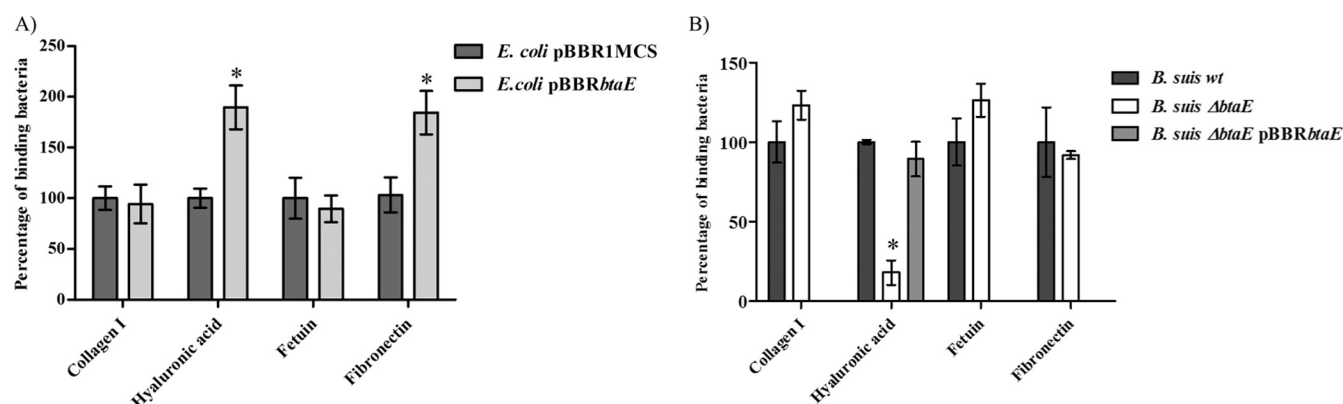 A)
Percentage of binding bacteria
250
200
150
100
50
0
Collagen I
Hyaluronic acid
Fetuin
Fibronectin
*
*
E. coli pBBR1MCS
E.coli pBBRbtaE
B)
Percentage of binding bacteria
150
100
50
0
Collagen I
Hyaluronic acid
Fetuin
Fibronectin
*
B. suis wt
B. suis ΔbtaE
B. suis ΔbtaE pBBRbtaE